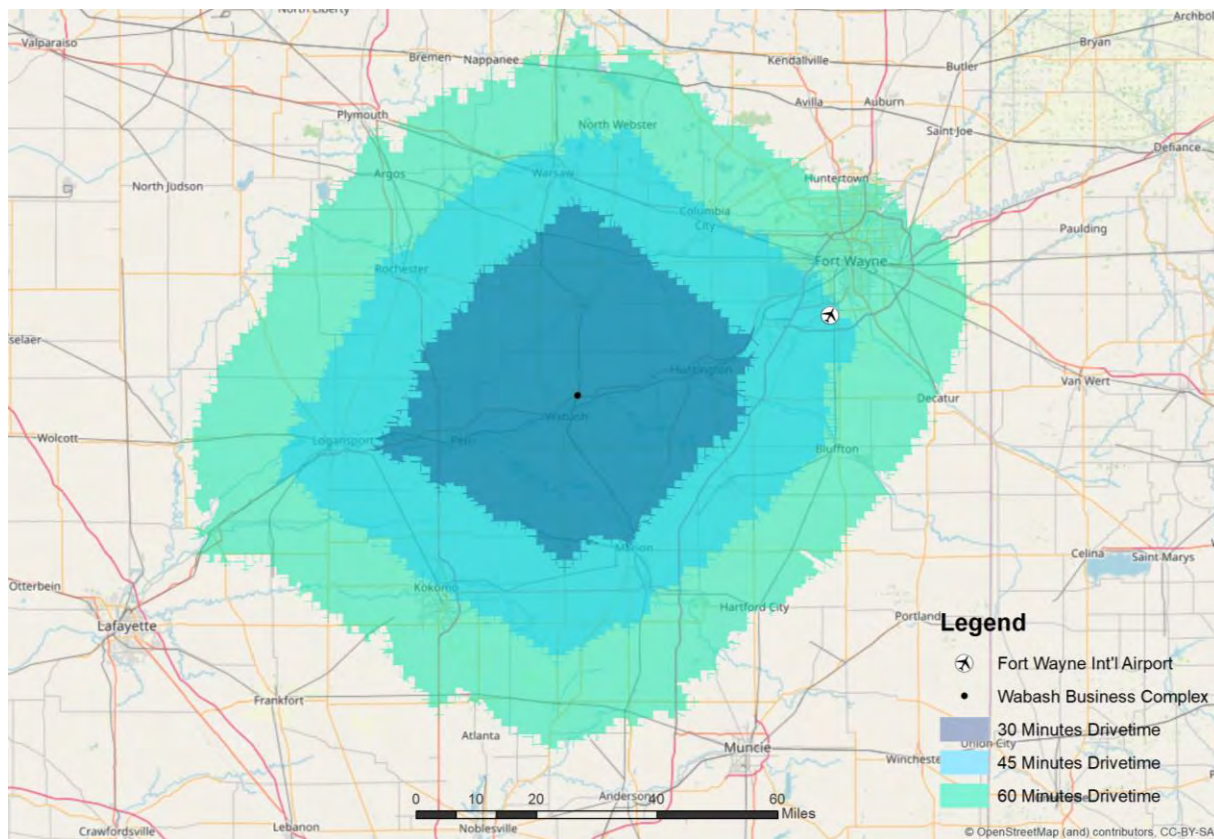 North Liberty
Archbol
Valparaiso
Bryan
Bremen
Nappanee
Kendallville
Butler
Avilla
Auburn
Plymouth
North Webster
Saint Joe
Defiance
Argos
Warsaw
Huntertown
North Judson
Columbia
City
Paulding
Rochester
Fort Wayne
selaer
Huntington
Van Wert
Decatur
Wabash
Wolcott
Logansport
Peru
Bluffton
Marion
Celina
Saint Marys
Otterbein
Kokomo
Hartford City
Portland
Lafayette
Legend
Fort Wayne Int'l Airport
Wabash Business Complex
Frankfort
30 Minutes Drivetime
Atlanta
Muncie
Union City
Winchester
45 Minutes Drivetime
60 Minutes Drivetime
Anderson
0 10 20 40 60
Miles
Crawfordsville
Lebanon
Noblesville
© OpenStreetMap (and) contributors, CC-BY-SA